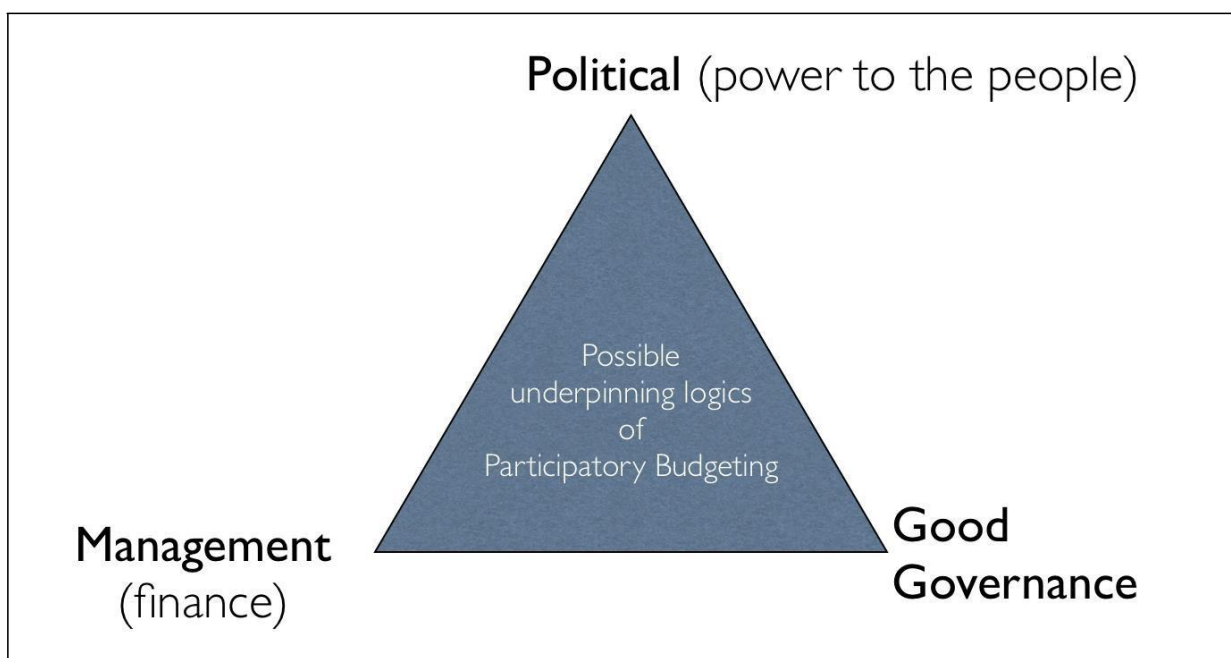 Political (power to the people)
Possible
underpinning logics
of
Participatory Budgeting
Management
(finance)
Good
Governance